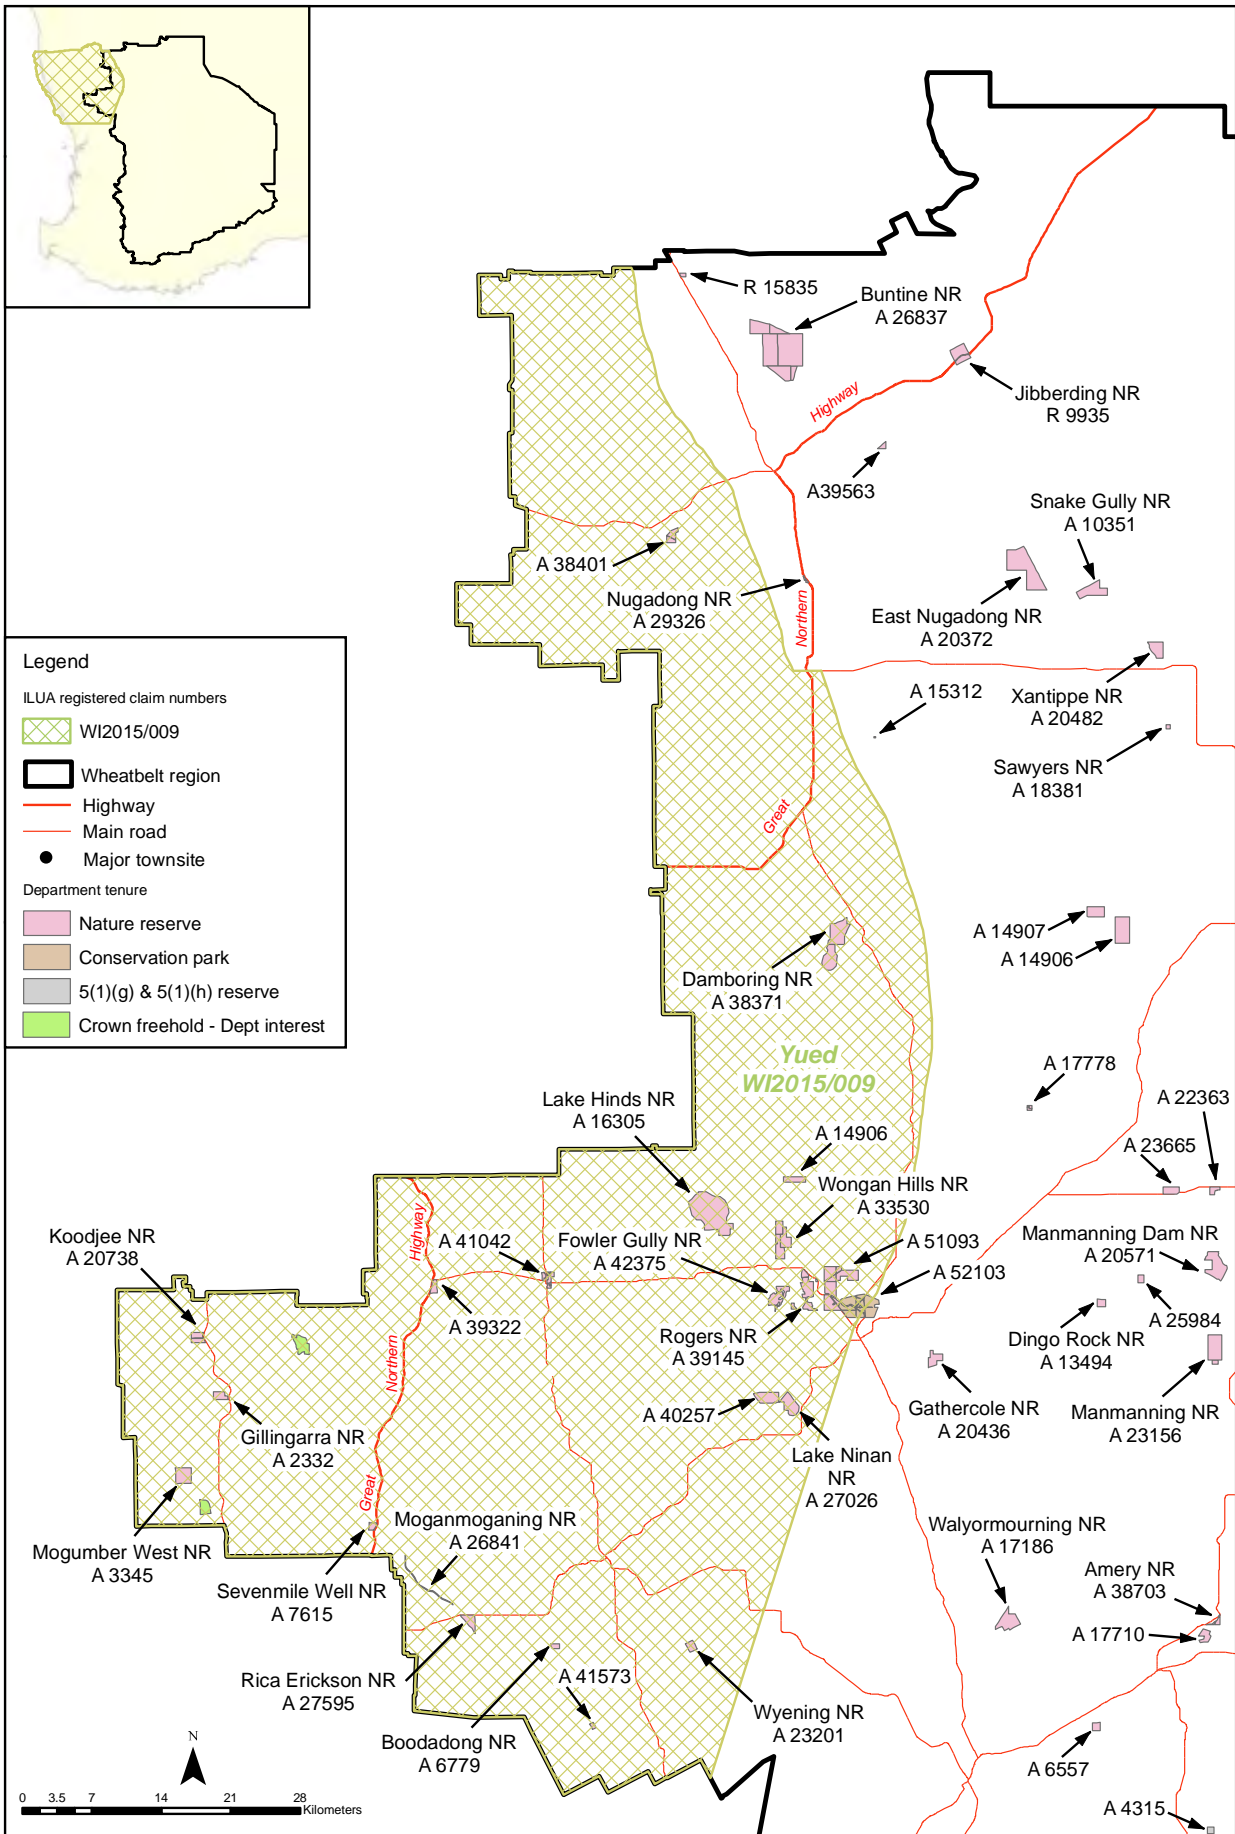 R 15835
Buntine NR
A 26837
Highway
Jibberding NR
R 9935
A39563
Snake Gully NR
A 10351
A 38401
Nugadong NR
A 29326
Northern
East Nugadong NR
A 20372
Xantippe NR
A 20482
A 15312
Sawyers NR
A 18381
Great
Legend
ILUA registered claim numbers
WI2015/009
Wheatbelt region
Highway
Main road
Major townsite
Department tenure
Nature reserve
Conservation park
5(1)(g) & 5(1)(h) reserve
Crown freehold - Dept interest
A 14907
A 14906
Damboring NR
A 38371
Yued
WI2015/009
A 17778
A 22363
A 23665
Lake Hinds NR
A 16305
A 14906
Wongan Hills NR
A 33530
Koodjee NR
A 20738
Highway
A 41042
Fowler Gully NR
A 42375
A 51093
A 52103
Manmanning Dam NR
A 20571
A 39322
Rogers NR
A 39145
A 25984
Dingo Rock NR
A 13494
Northern
Gillingarra NR
A 2332
A 40257
Lake Ninan
NR
A 27026
Gathercole NR
A 20436
Manmanning NR
A 23156
Great
Mogumber West NR
A 3345
Moganmoganing NR
A 26841
Sevenmile Well NR
A 7615
Walyormourning NR
A 17186
Amery NR
A 38703
A 17710
Rica Erickson NR
A 27595
A 41573
Boodadong NR
A 6779
Wyening NR
A 23201
A 6557
A 4315
N
0 3.5 7 14 21 28
Kilometers